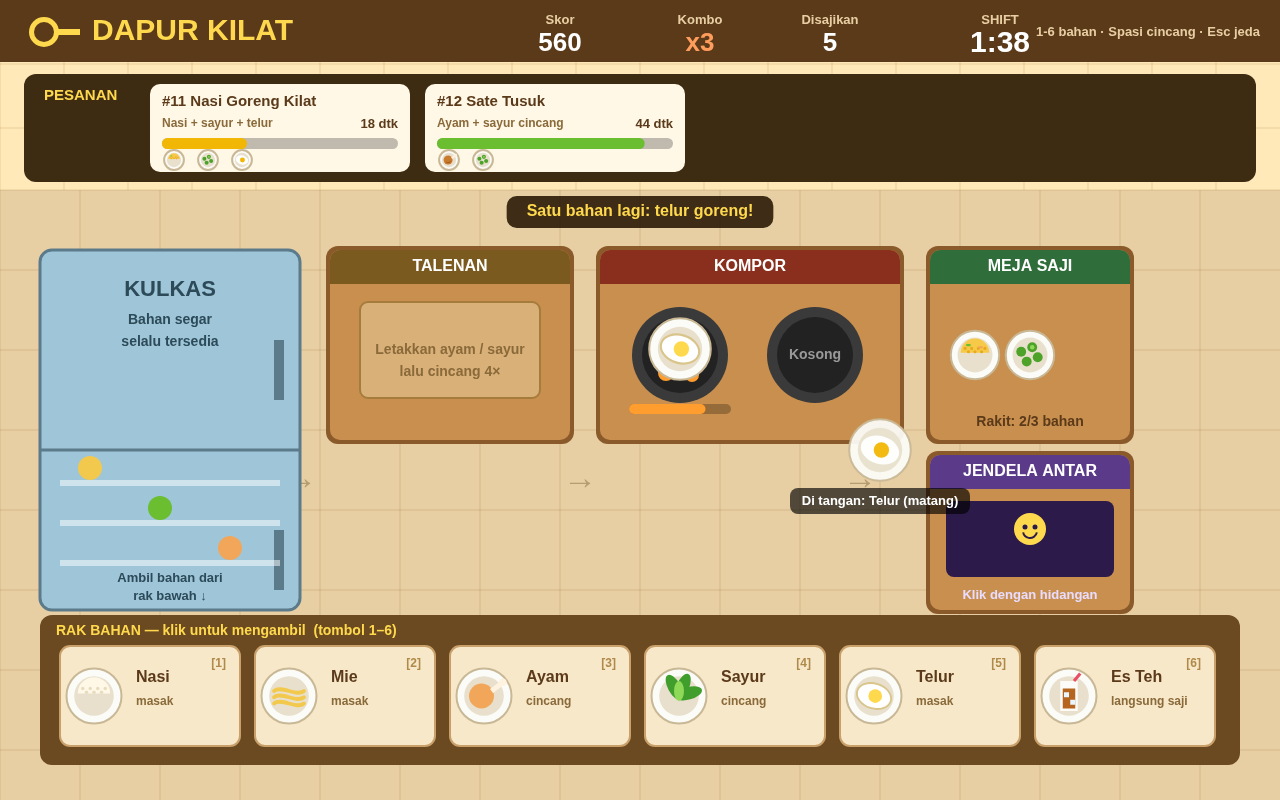 DAPUR KILAT
Skor
560
Kombo
x3
Disajikan
5
SHIFT
1:38
1-6 bahan · Spasi cincang · Esc jeda
PESANAN
#11 Nasi Goreng Kilat
Nasi + sayur + telur
18 dtk
#12 Sate Tusuk
Ayam + sayur cincang
44 dtk
Satu bahan lagi: telur goreng!
KULKAS
Bahan segar
selalu tersedia
Ambil bahan dari
rak bawah ↓
TALENAN
Letakkan ayam / sayur
lalu cincang 4×
KOMPOR
Kosong
MEJA SAJI
Rakit: 2/3 bahan
→
→
→
Di tangan: Telur (matang)
JENDELA ANTAR
Klik dengan hidangan
RAK BAHAN — klik untuk mengambil (tombol 1–6)
[1]
Nasi
masak
[2]
Mie
masak
[3]
Ayam
cincang
[4]
Sayur
cincang
[5]
Telur
masak
[6]
Es Teh
langsung saji